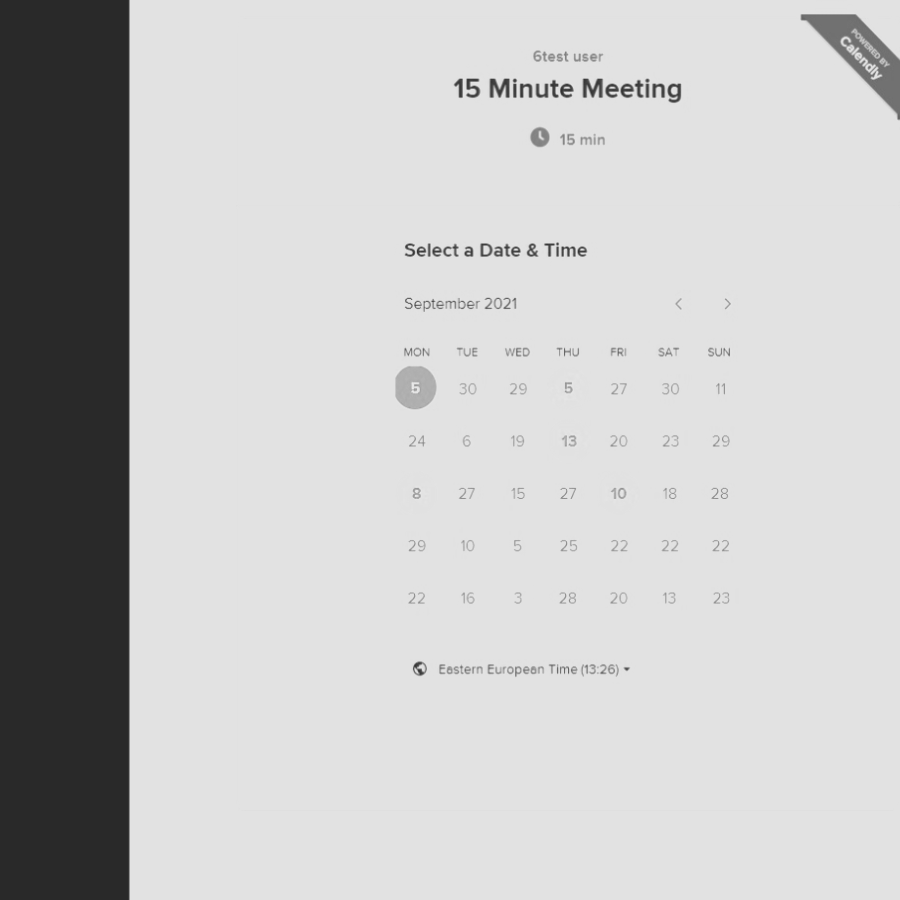 POWERED BY
Calendly
6test user
15 Minute Meeting
15 min
Select a Date & Time
September 2021
MON TUE WED THU FRI SAT SUN
5 30 29 5 27 30 11
24 6 19 13 20 23 29
8 27 15 27 10 18 28
29 10 5 25 22 22 22
22 16 3 28 20 13 23
Eastern European Time (13:26)